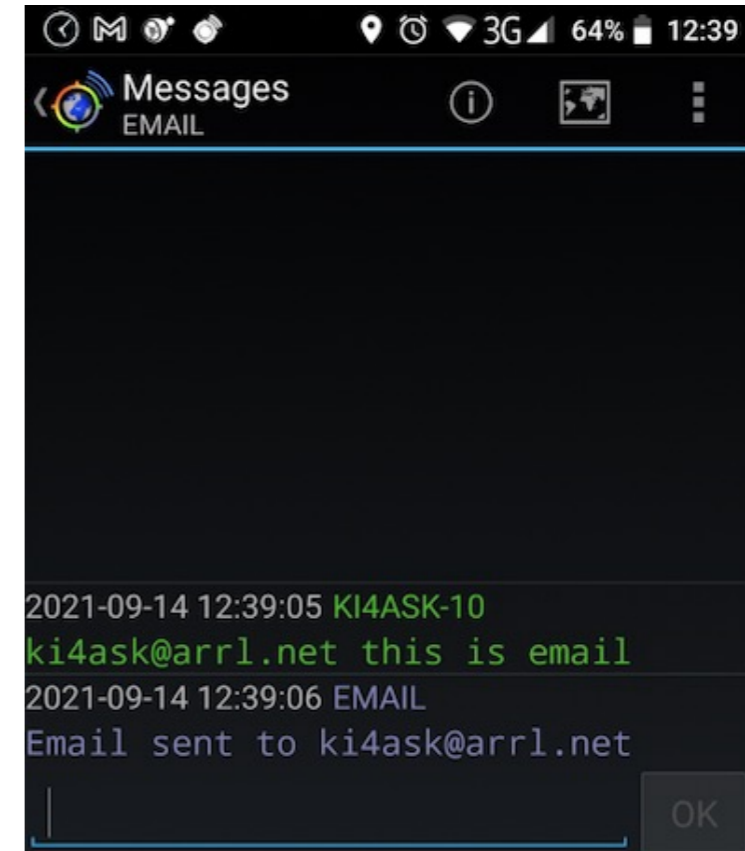 3G 64% 12:39
Messages
EMAIL
2021-09-14 12:39:05 KI4ASK-10
ki4ask@arrl.net this is email
2021-09-14 12:39:06 EMAIL
Email sent to ki4ask@arrl.net
OK